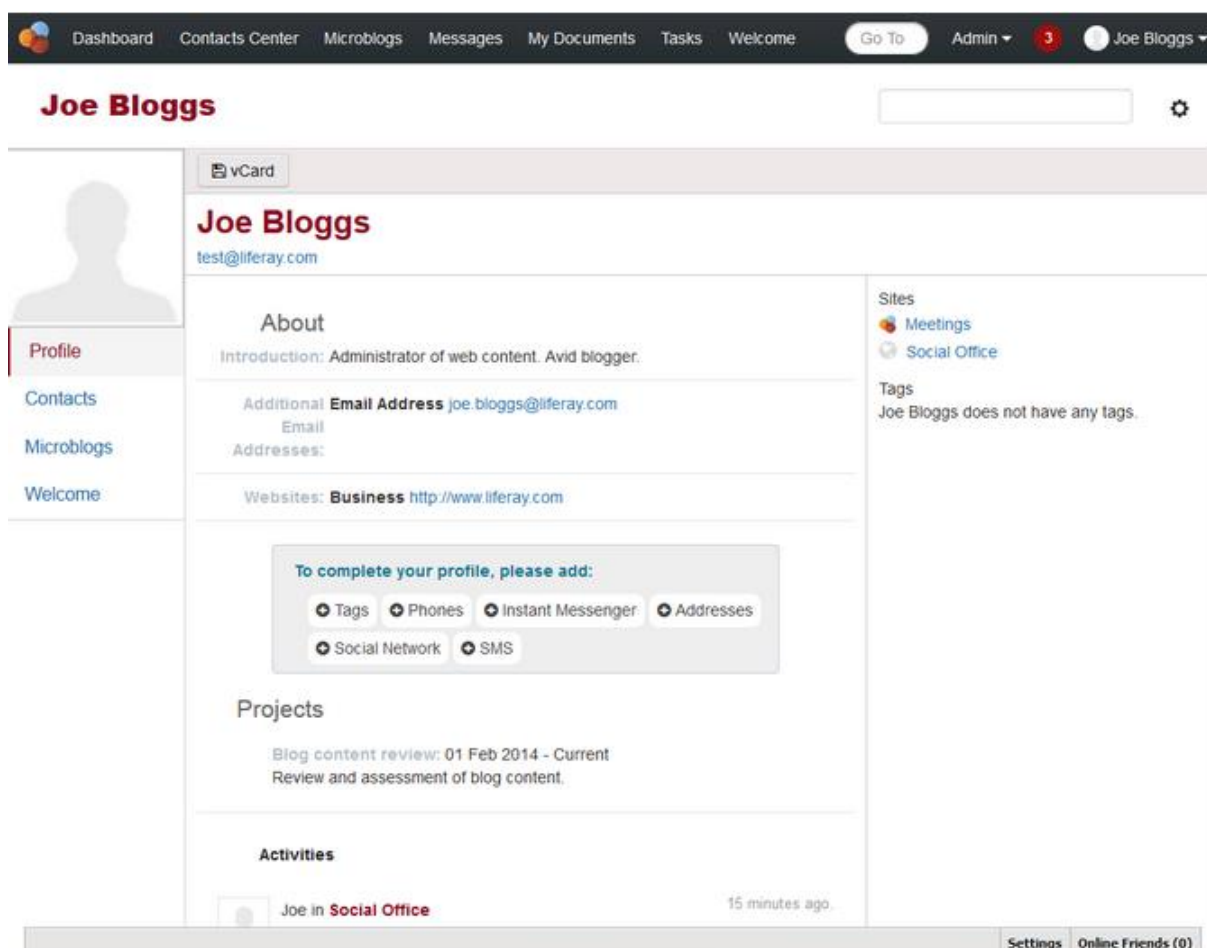 Dashboard Contacts Center Microblogs Messages My Documents Tasks Welcome Go To Admin 3 Joe Bloggs
Joe Bloggs
vCard
Joe Bloggs
test@liferay.com
Profile
Contacts
Microblogs
Welcome
About
Introduction: Administrator of web content. Avid blogger.
Additional Email Addresses: Email Address joe.bloggs@liferay.com
Websites: Business http://www.liferay.com
To complete your profile, please add:
Tags Phones Instant Messenger Addresses
Social Network SMS
Projects
Blog content review: 01 Feb 2014 - Current
Review and assessment of blog content.
Activities
Joe in Social Office 15 minutes ago.
Sites
Meetings
Social Office
Tags
Joe Bloggs does not have any tags.
Settings Online Friends (0)